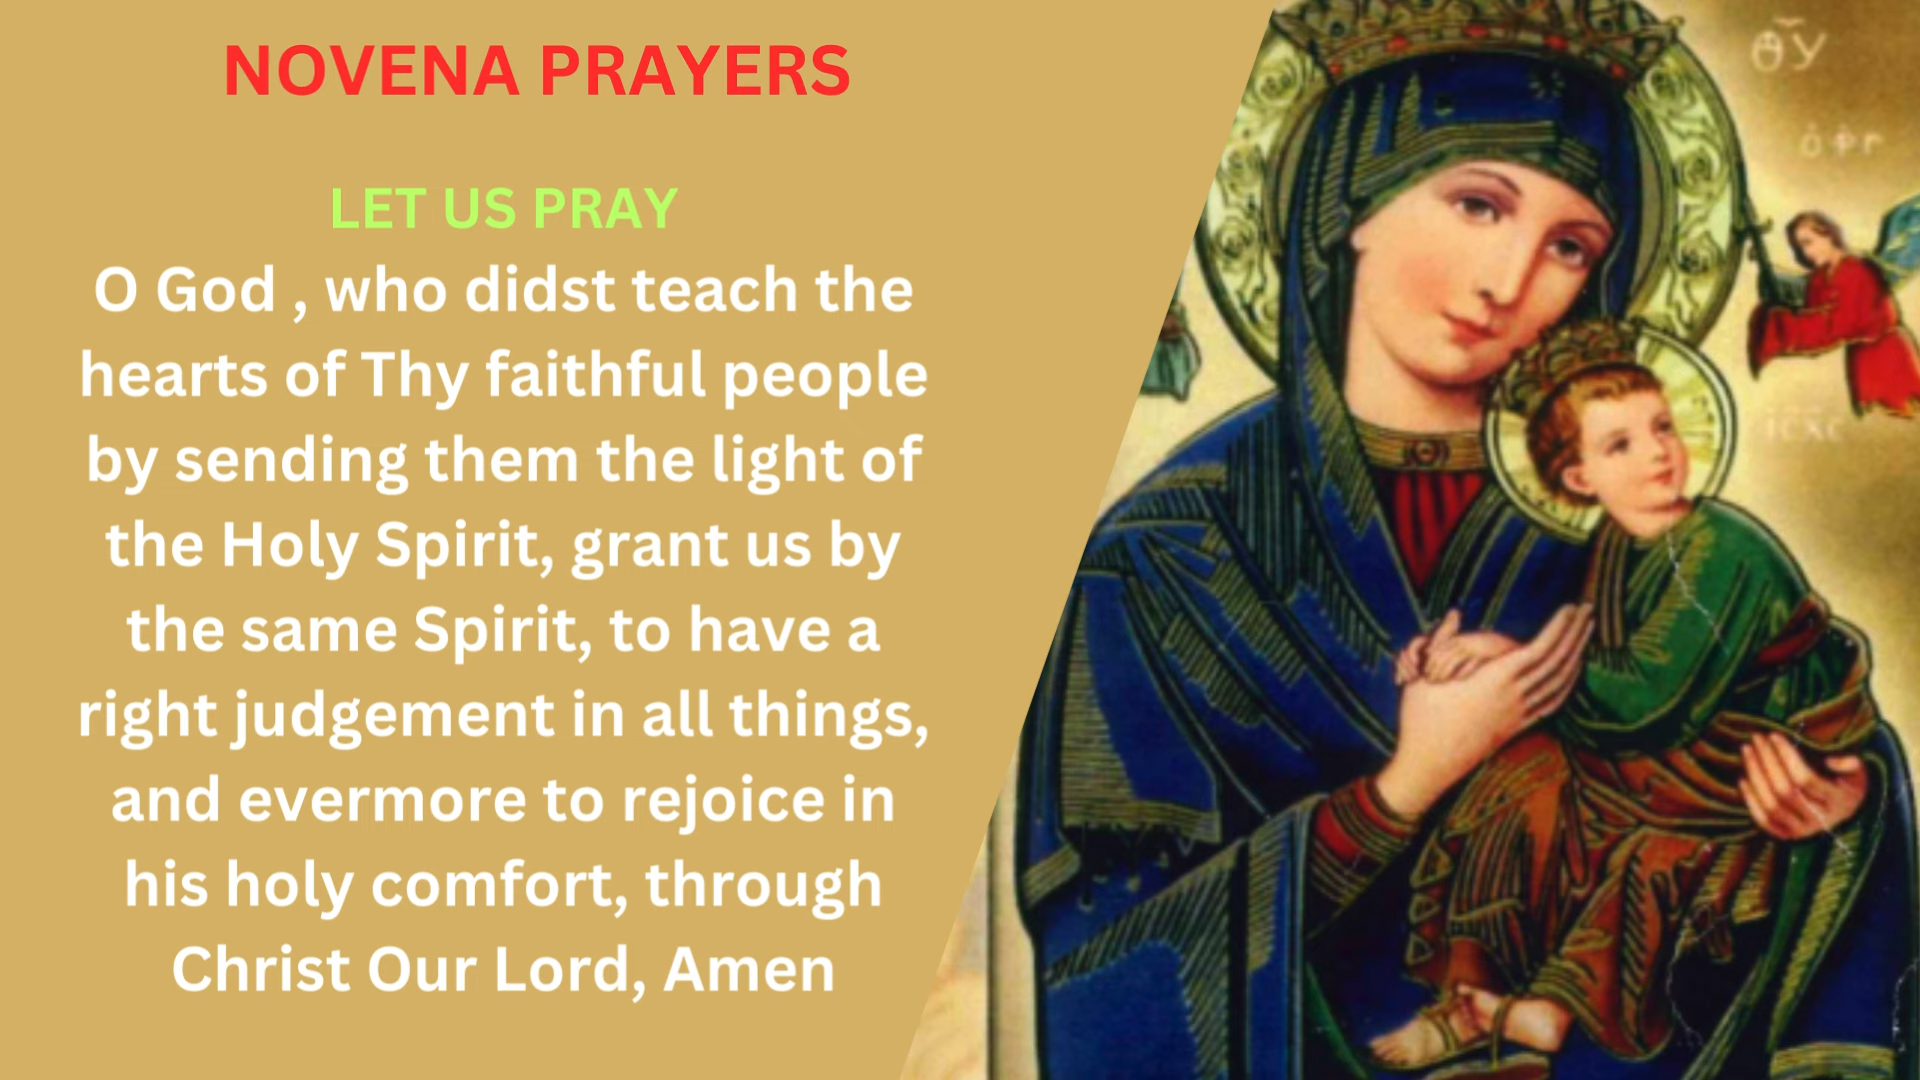 NOVENA PRAYERS
LET US PRAY
O God , who didst teach the
hearts of Thy faithful people
by sending them the light of
the Holy Spirit, grant us by
the same Spirit, to have a
right judgement in all things,
and evermore to rejoice in
his holy comfort, through
Christ Our Lord, Amen